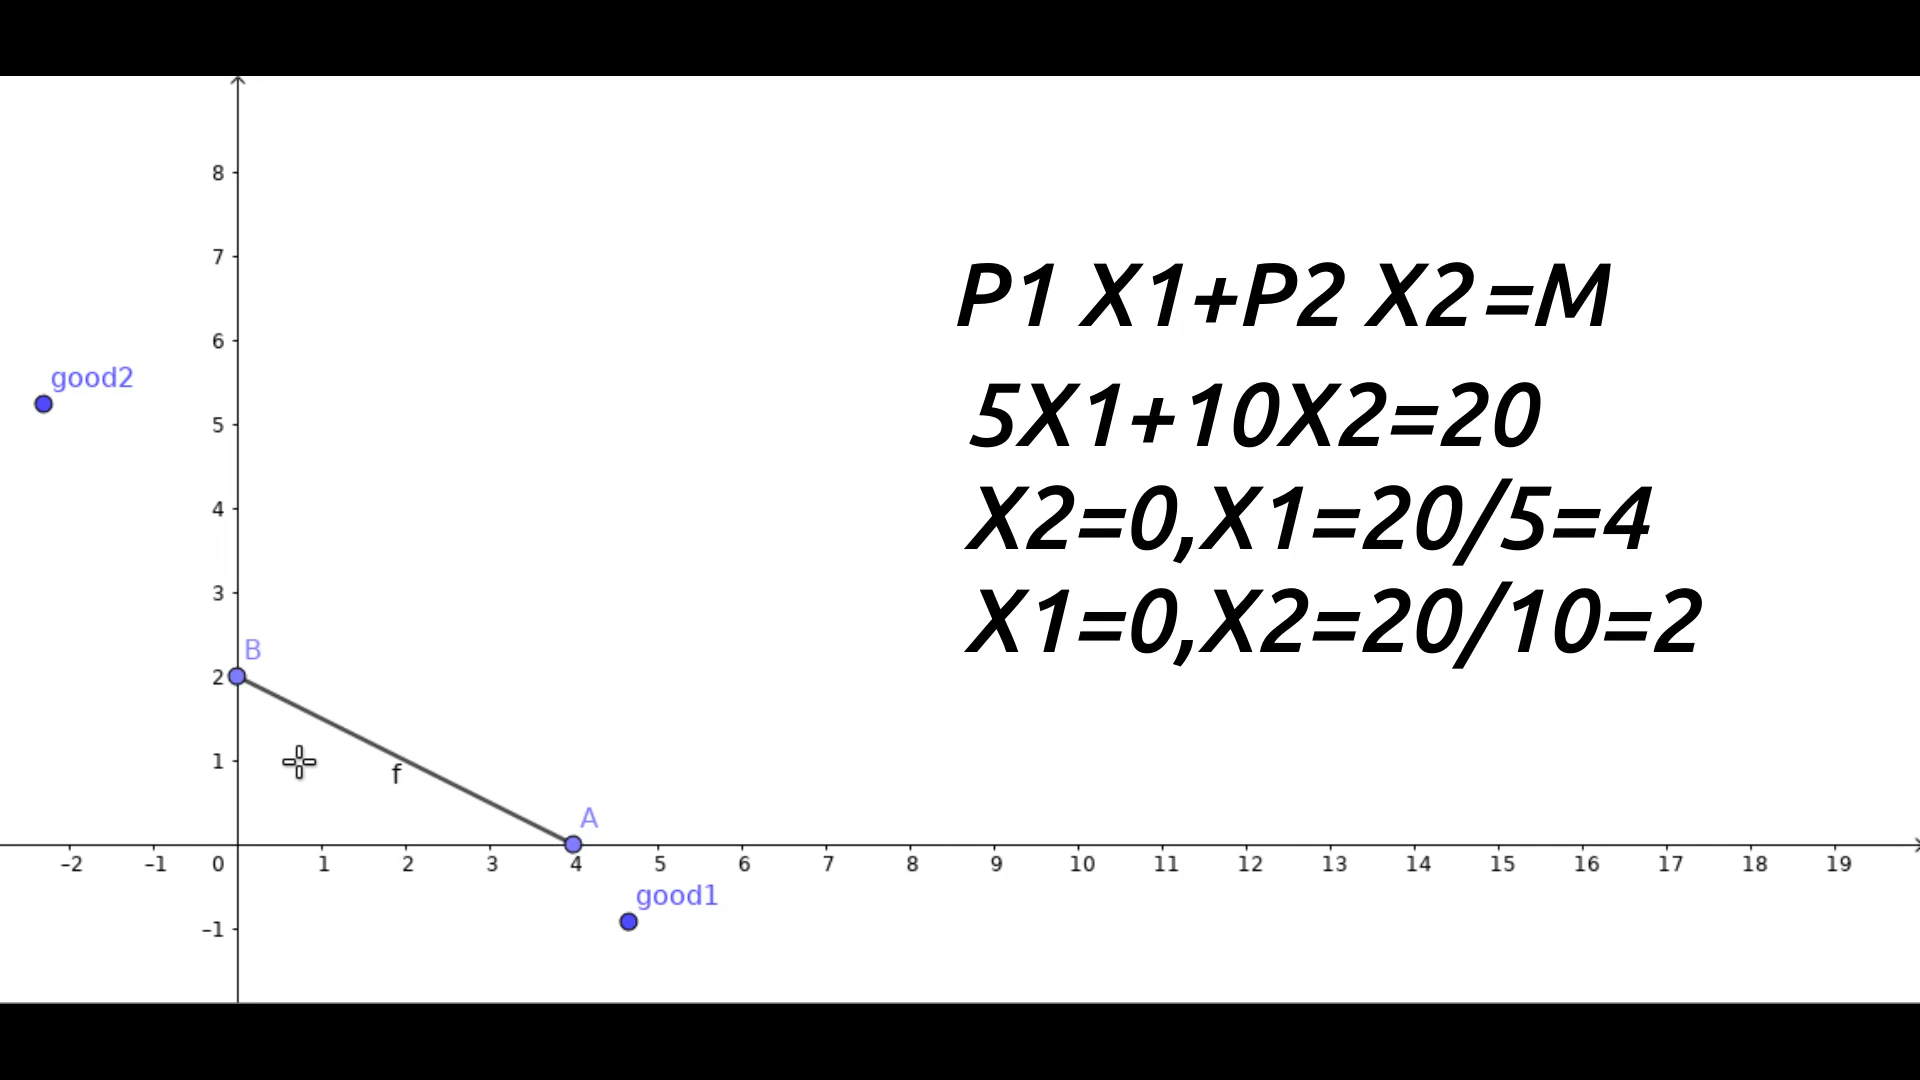 P1 X1+P2 X2=M
5X1+10X2=20
X2=0,X1=20/5=4
X1=0,X2=20/10=2
8
7
6
good2
5
4
3
B
2
1
f
A
–2 –1 0 1 2 3 4 5 6 7 8 9 10 11 12 13 14 15 16 17 18 19
good1
–1